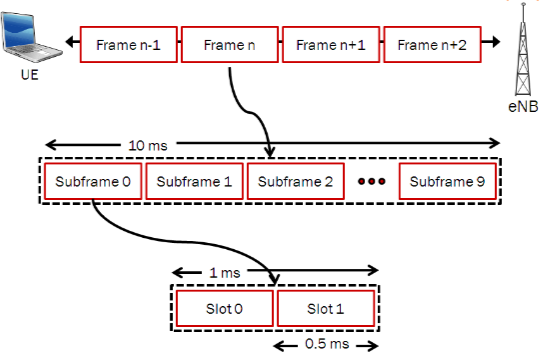 Frame n-1 Frame n Frame n+1 Frame n+2
UE
eNB
10 ms
Subframe 0 Subframe 1 Subframe 2 Subframe 9
1 ms
Slot 0 Slot 1
0.5 ms